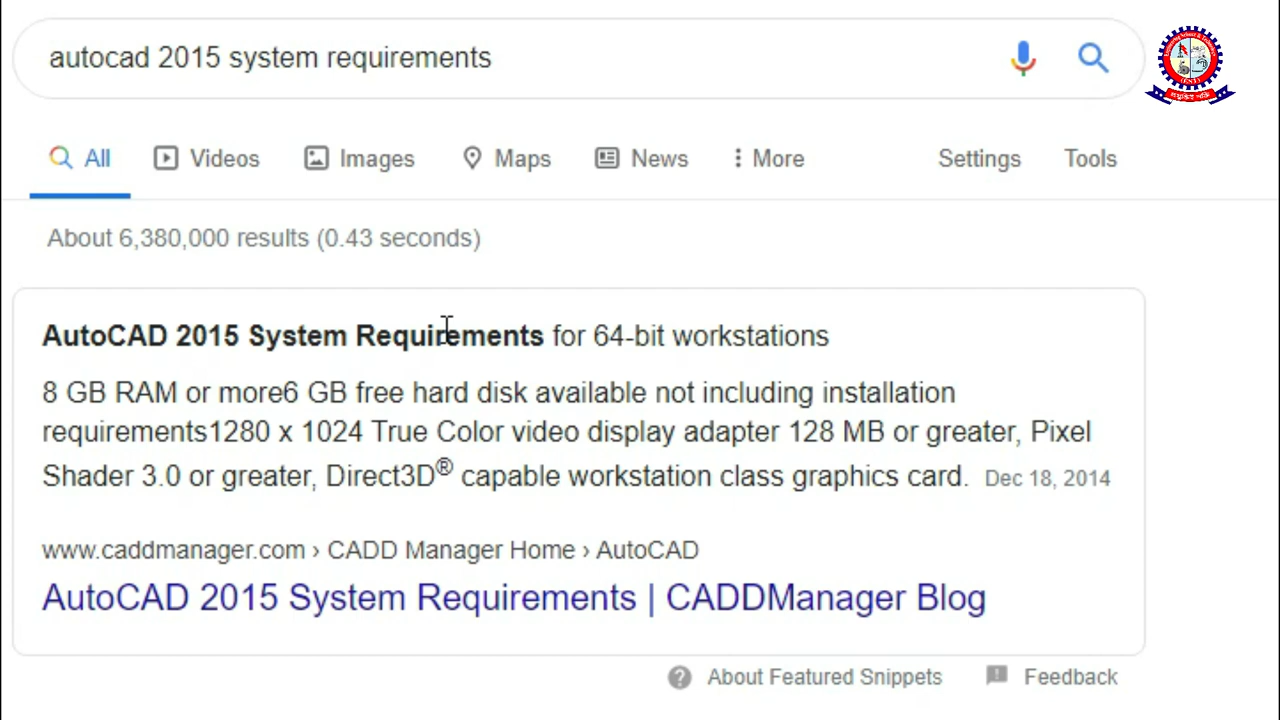 autocad 2015 system requirements
All Videos Images Maps News More Settings Tools
About 6,380,000 results (0.43 seconds)
AutoCAD 2015 System Requirements for 64-bit workstations
8 GB RAM or more6 GB free hard disk available not including installation
requirements1280 x 1024 True Color video display adapter 128 MB or greater, Pixel
Shader 3.0 or greater, Direct3D® capable workstation class graphics card. Dec 18, 2014
www.caddmanager.com › CADD Manager Home › AutoCAD
AutoCAD 2015 System Requirements | CADDManager Blog
About Featured Snippets Feedback